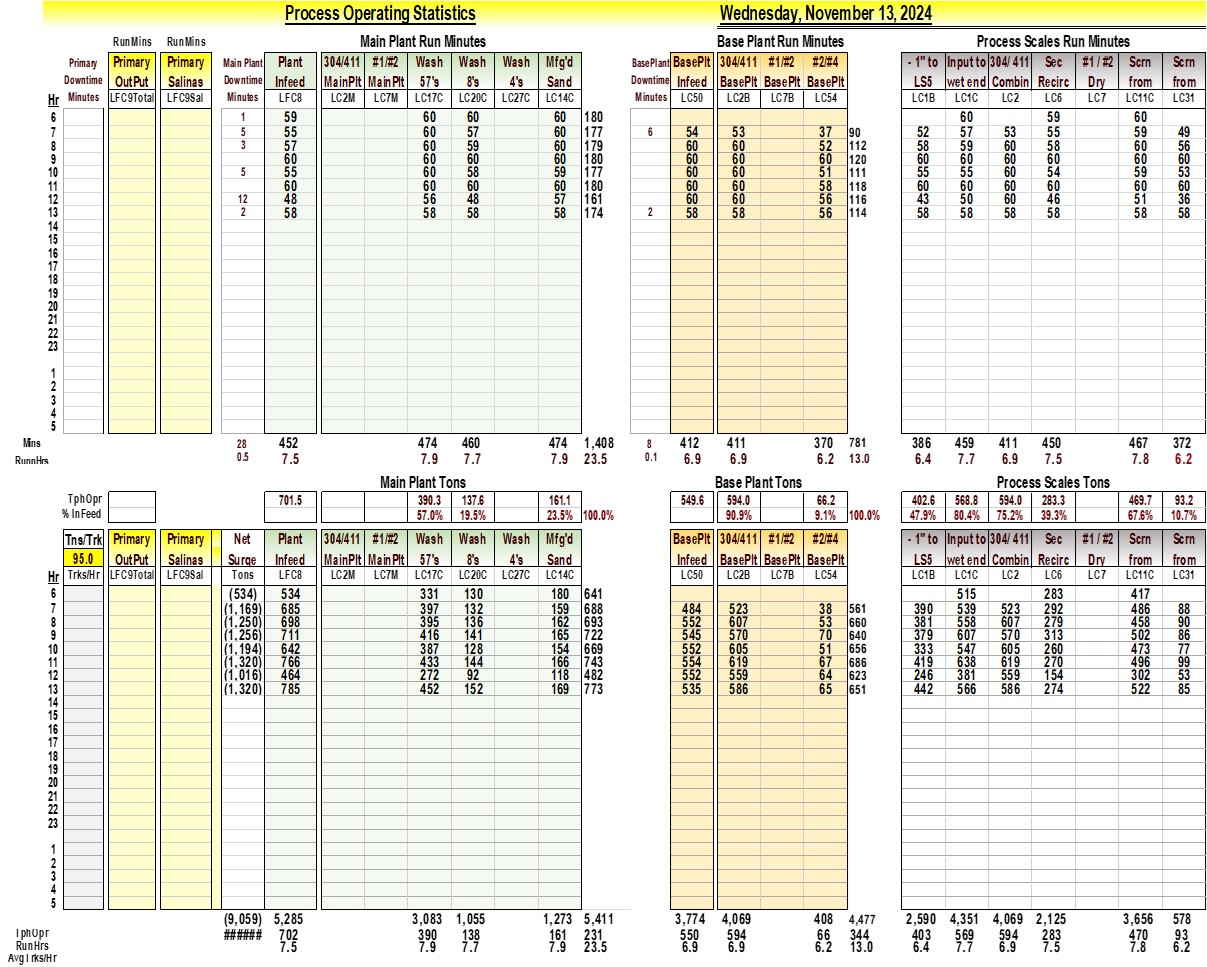 Process Operating Statistics Wednesday, November 13, 2024
RunMins RunMins Main Plant Run Minutes Base Plant Run Minutes Process Scales Run Minutes
Primary Primary Primary Main Plant Plant 304/411 #1/#2 Wash Wash Wash Mfg'd BasePlant BasePlt 304/411 #1/#2 #2/#4 - 1" to Input to 304/ 411 Sec #1 / #2 Scrn Scrn
Downtime OutPut Salinas Downtime Infeed MainPlt MainPlt 57's 8's 4's Sand Downtime Infeed BasePlt BasePlt BasePlt LS5 wet end Combin Recirc Dry from from
Hr Minutes LFC9Total LFC9Sal Minutes LFC8 LC2M LC7M LC17C LC20C LC27C LC14C Minutes LC50 LC2B LC7B LC54 LC1B LC1C LC2 LC6 LC7 LC11C LC31
6 1 59 60 60 60 180 60 59 60
7 5 55 60 57 60 177 6 54 53 37 90 52 57 53 55 59 49
8 3 57 60 59 60 179 60 60 52 112 58 59 60 58 60 56
9 60 60 60 60 180 60 60 60 120 60 60 60 60 60 60
10 5 55 60 58 59 177 60 60 51 111 55 55 60 54 59 53
11 60 60 60 60 180 60 60 58 118 60 60 60 60 60 60
12 12 48 56 48 57 161 60 60 56 116 43 50 60 46 51 36
13 2 58 58 58 58 174 2 58 58 56 114 58 58 58 58 58 58
14
15
16
17
18
19
20
21
22
23
1
2
3
4
5
Mins 28 452 474 460 474 1,408 8 412 411 370 781 386 459 411 450 467 372
RunnHrs 0.5 7.5 7.9 7.7 7.9 23.5 0.1 6.9 6.9 6.2 13.0 6.4 7.7 6.9 7.5 7.8 6.2
Main Plant Tons Base Plant Tons Process Scales Tons
TphOpr 701.5 390.3 137.6 161.1 549.6 594.0 66.2 402.6 568.8 594.0 283.3 469.7 93.2
% InFeed 57.0% 19.5% 23.5% 100.0% 90.9% 9.1% 100.0% 47.9% 80.4% 75.2% 39.3% 67.6% 10.7%
Tns/Trk Primary Primary Net Plant 304/411 #1/#2 Wash Wash Wash Mfg'd BasePlt 304/411 #1/#2 #2/#4 - 1" to Input to 304/ 411 Sec #1 / #2 Scrn Scrn
95.0 OutPut Salinas Surge Infeed MainPlt MainPlt 57's 8's 4's Sand Infeed BasePlt BasePlt BasePlt LS5 wet end Combin Recirc Dry from from
Hr Trks/Hr LFC9Total LFC9Sal Tons LFC8 LC2M LC7M LC17C LC20C LC27C LC14C LC50 LC2B LC7B LC54 LC1B LC1C LC2 LC6 LC7 LC11C LC31
6 (534) 534 331 130 180 641 515 283 417
7 (1,169) 685 397 132 159 688 484 523 38 561 390 539 523 292 486 88
8 (1,250) 698 395 136 162 693 552 607 53 660 381 558 607 279 458 90
9 (1,256) 711 416 141 165 722 545 570 70 640 379 607 570 313 502 86
10 (1,194) 642 387 128 154 669 552 605 51 656 333 547 605 260 473 77
11 (1,320) 766 433 144 166 743 554 619 67 686 419 638 619 270 496 99
12 (1,016) 464 272 92 118 482 552 559 64 623 246 381 559 154 302 53
13 (1,320) 785 452 152 169 773 535 586 65 651 442 566 586 274 522 85
14
15
16
17
18
19
20
21
22
23
1
2
3
4
5
(9,059) 5,285 3,083 1,055 1,273 5,411 3,774 4,069 408 4,477 2,590 4,351 4,069 2,125 3,656 578
TphOpr ###### 702 390 138 161 231 550 594 66 344 403 569 594 283 470 93
RunHrs 7.5 7.9 7.7 7.9 23.5 6.9 6.9 6.2 13.0 6.4 7.7 6.9 7.5 7.8 6.2
AvgTrks/Hr